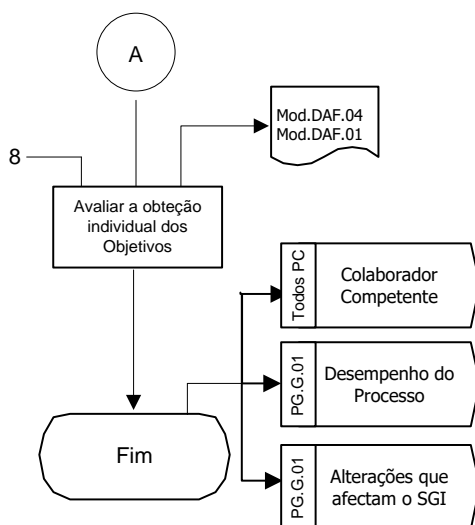 A
Mod.DAF.04
Mod.DAF.01
8
Avaliar a obteção
individual dos
Objetivos
Todos PC
Colaborador
Competente
PG.G.01
Desempenho do
Processo
Fim
PG.G.01
Alterações que
afectam o SGI